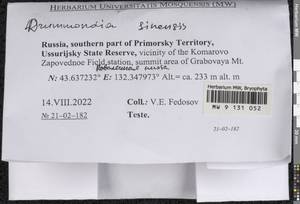 HERBARIUM UNIVERSITATIS MOSQUENSIS (MW)
Drummondia sinensis
Russia, southern part of Primorsky Territory,
Ussurijsky State Reserve, vicinity of the Komarovo
Zapovednoe Field station, summit area of Grabovaya Mt.
N: 43.637232° E: 132.347973° Alt.= ca. 233 m alt. m
14.VIII.2022 Coll.: V.E. Fedosov
№ 21-02-182 Teste.
Herbarium MW, Bryophyta
MW 9 131 052
21-02-182